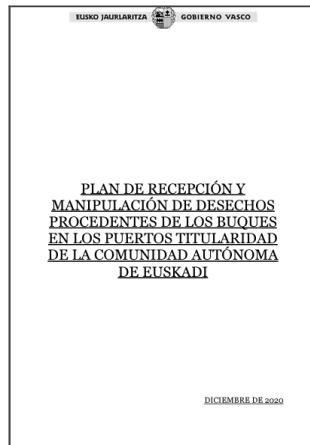 EUSKO JAURLARITZA GOBIERNO VASCO
PLAN DE RECEPCIÓN Y
MANIPULACIÓN DE DESECHOS
PROCEDENTES DE LOS BUQUES
EN LOS PUERTOS TITULARIDAD
DE LA COMUNIDAD AUTÓNOMA
DE EUSKADI
DICIEMBRE DE 2020